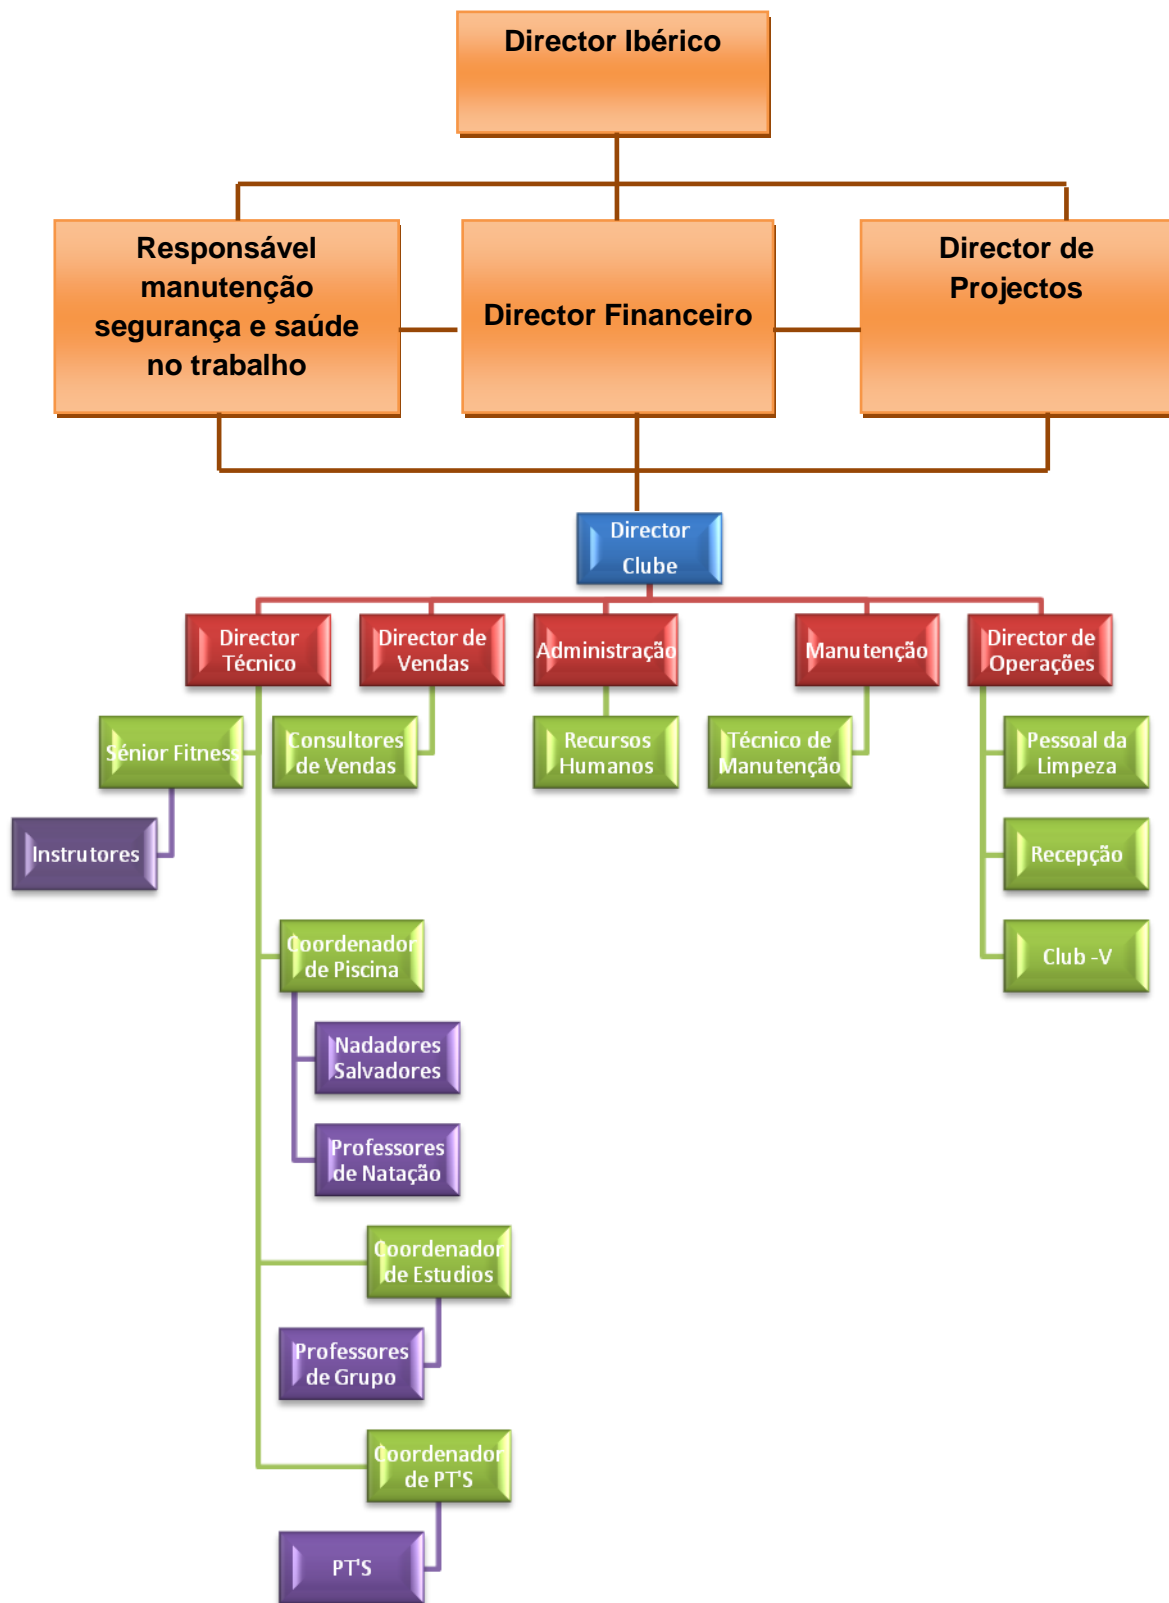 Director Ibérico
Responsável
manutenção
segurança e saúde
no trabalho
Director Financeiro
Director de
Projectos
Director
Clube
Director
Técnico
Director de
Vendas
Administração
Manutenção
Director de
Operações
Sénior Fitness
Consultores
de Vendas
Recursos
Humanos
Técnico de
Manutenção
Pessoal da
Limpeza
Instrutores
Recepção
Coordenador
de Piscina
Club -V
Nadadores
Salvadores
Professores
de Natação
Coordenador
de Estudios
Professores
de Grupo
Coordenador
de PT'S
PT'S